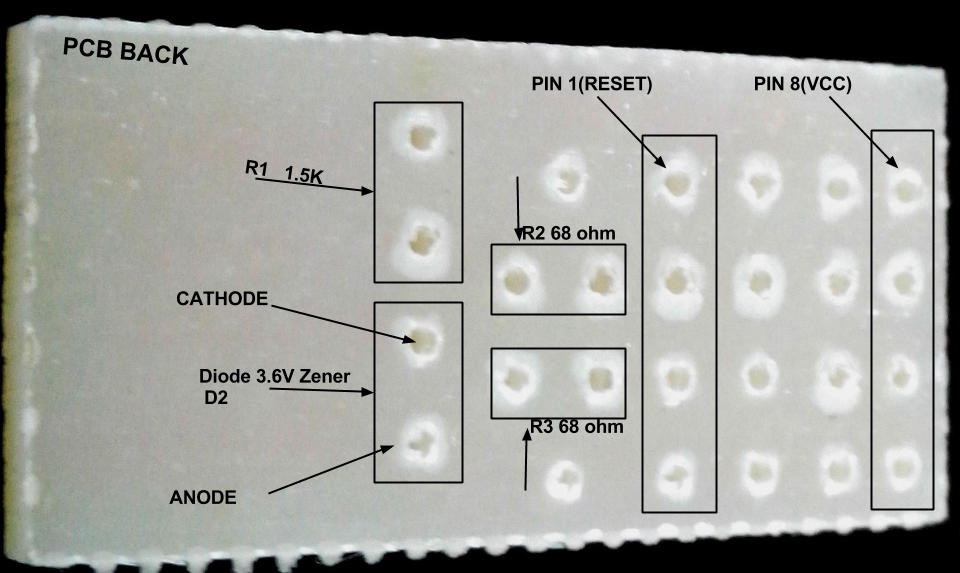 PCB BACK
PIN 1(RESET)
PIN 8(VCC)
R1 1.5K
R2 68 ohm
CATHODE
Diode 3.6V Zener
D2
R3 68 ohm
ANODE